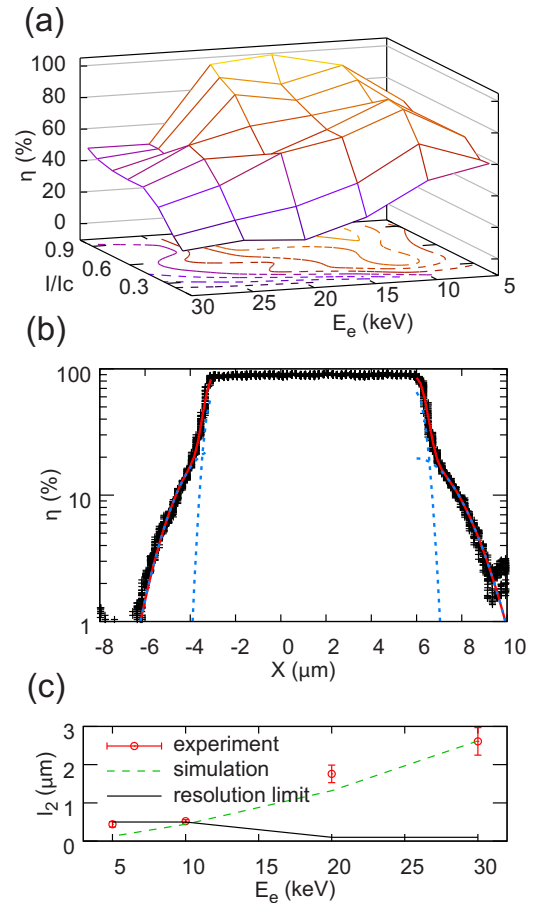 (a)
100
80
60
40
20
0
η (%)
0.9
0.6
0.3
I/Ic
30
25
20
15
10
5
E_e (keV)
(b)
100
10
1
η (%)
-8 -6 -4 -2 0 2 4 6 8 10
X (μm)
(c)
3
2
1
0
l_2 (μm)
experiment
simulation
resolution limit
5 10 15 20 25 30
E_e (keV)